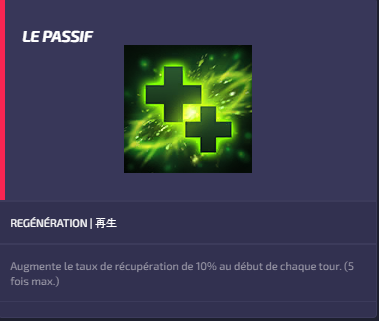 LE PASSIF
REGÉNÉRATION | 再生
Augmente le taux de récupération de 10% au début de chaque tour. (5
fois max.)